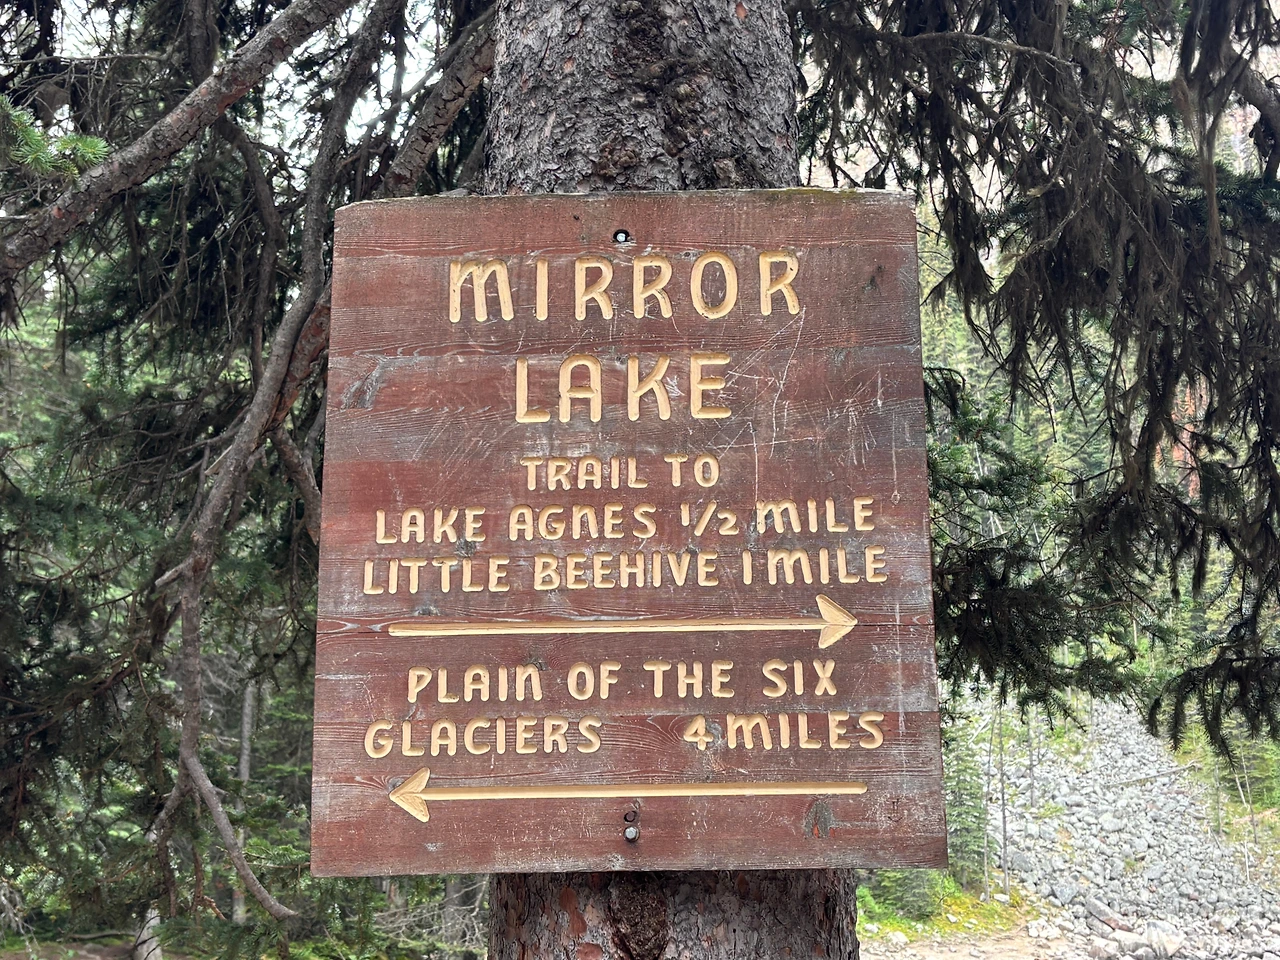 MIRROR
LAKE
TRAIL TO
LAKE AGNES 1/2 MILE
LITTLE BEEHIVE 1 MILE
PLAIN OF THE SIX
GLACIERS 4 MILES